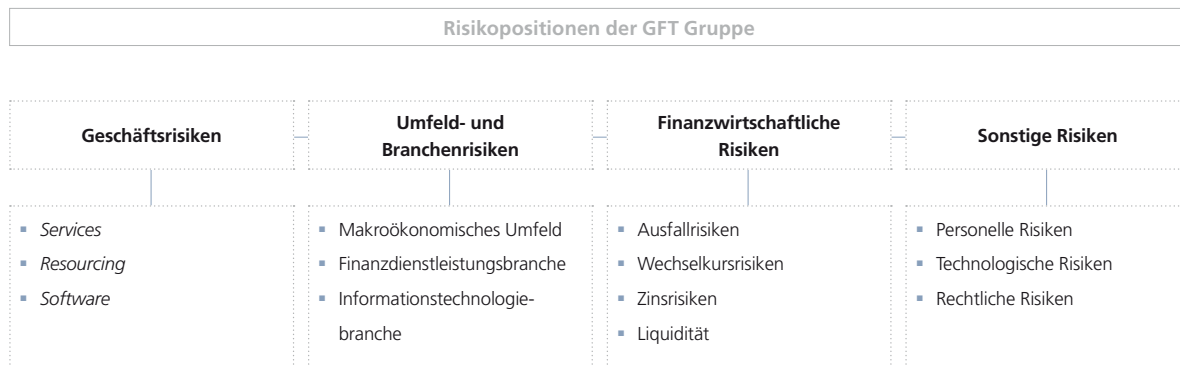 Risikopositionen der GFT Gruppe
Geschäftsrisiken
Services
Resourcing
Software
Umfeld- und
Branchenrisiken
Makroökonomisches Umfeld
Finanzdienstleistungsbranche
Informationstechnologie-
branche
Finanzwirtschaftliche
Risiken
Ausfallrisiken
Wechselkursrisiken
Zinsrisiken
Liquidität
Sonstige Risiken
Personelle Risiken
Technologische Risiken
Rechtliche Risiken